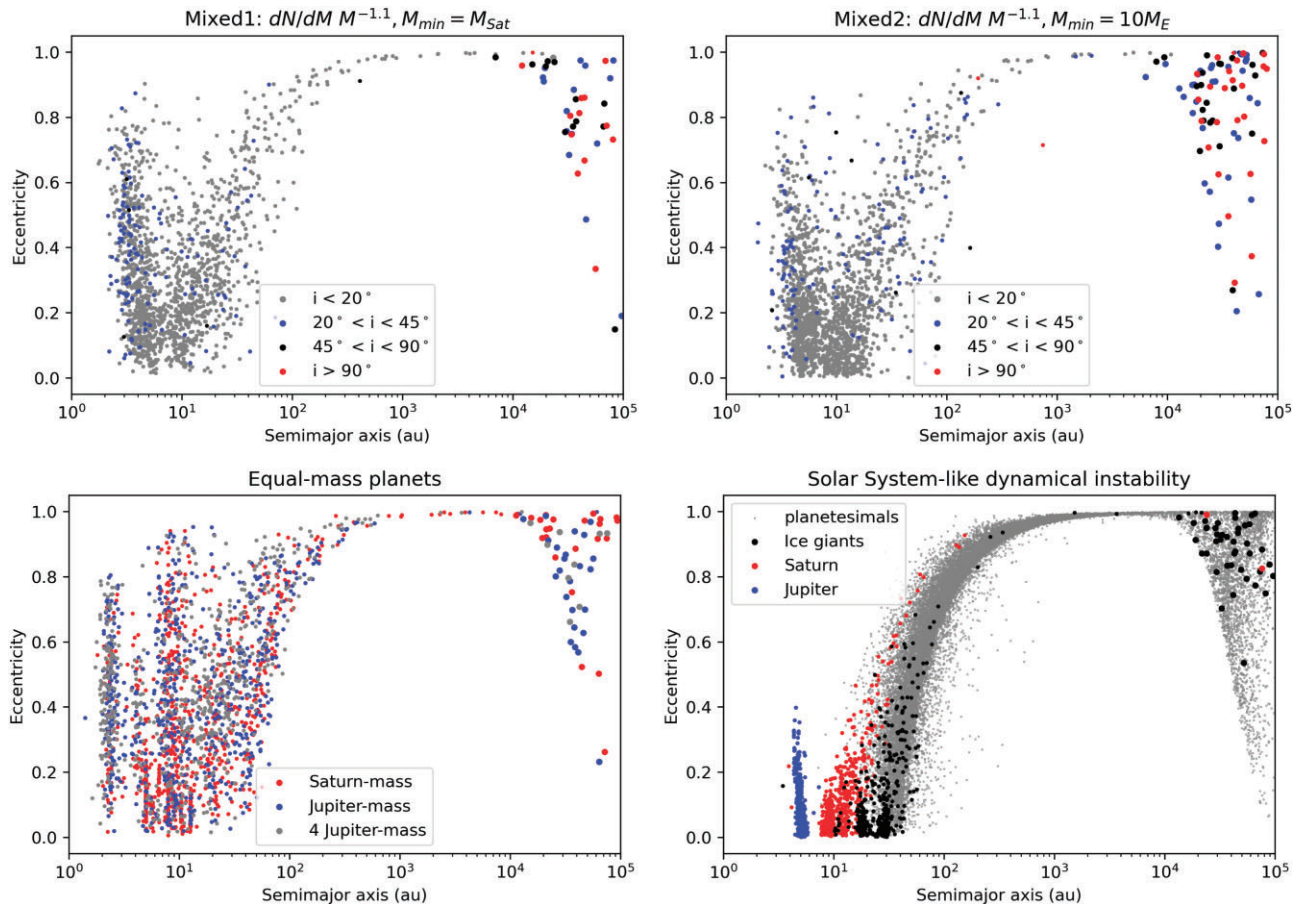 Mixed1: dN/dM M^{-1.1}, M_{min} = M_{Sat}
Eccentricity
1.0
0.8
0.6
0.4
0.2
0.0
i < 20°
20° < i < 45°
45° < i < 90°
i > 90°
10^0
10^1
10^2
10^3
10^4
10^5
Semimajor axis (au)
Mixed2: dN/dM M^{-1.1}, M_{min} = 10M_E
Eccentricity
1.0
0.8
0.6
0.4
0.2
0.0
i < 20°
20° < i < 45°
45° < i < 90°
i > 90°
10^0
10^1
10^2
10^3
10^4
10^5
Semimajor axis (au)
Equal-mass planets
Eccentricity
1.0
0.8
0.6
0.4
0.2
0.0
Saturn-mass
Jupiter-mass
4 Jupiter-mass
10^0
10^1
10^2
10^3
10^4
10^5
Semimajor axis (au)
Solar System-like dynamical instability
Eccentricity
1.0
0.8
0.6
0.4
0.2
0.0
planetesimals
Ice giants
Saturn
Jupiter
10^0
10^1
10^2
10^3
10^4
10^5
Semimajor axis (au)